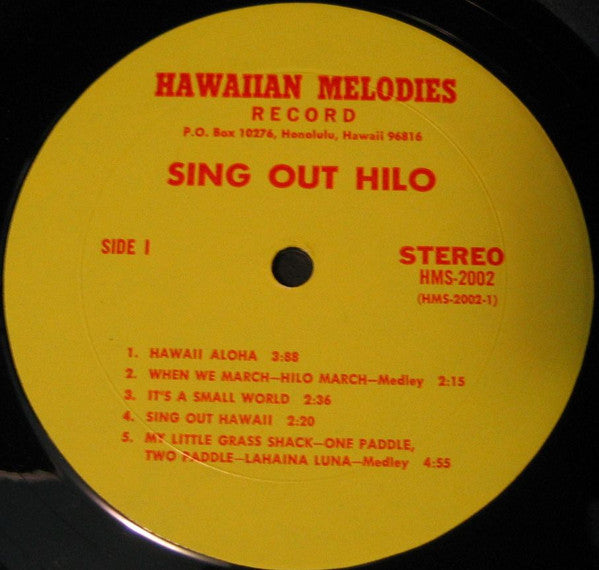 HAWAIIAN MELODIES
RECORD
P.O. Box 10276, Honolulu, Hawaii 96816
SING OUT HILO
SIDE 1
STEREO
HMS-2002
(HMS-2002-1)
1. HAWAII ALOHA 3:88
2. WHEN WE MARCH—HILO MARCH—Medley 2:15
3. IT'S A SMALL WORLD 2:36
4. SING OUT HAWAII 2:20
5. MY LITTLE GRASS SHACK—ONE PADDLE,
TWO PADDLE—LAHAINA LUNA—Medley 4:55